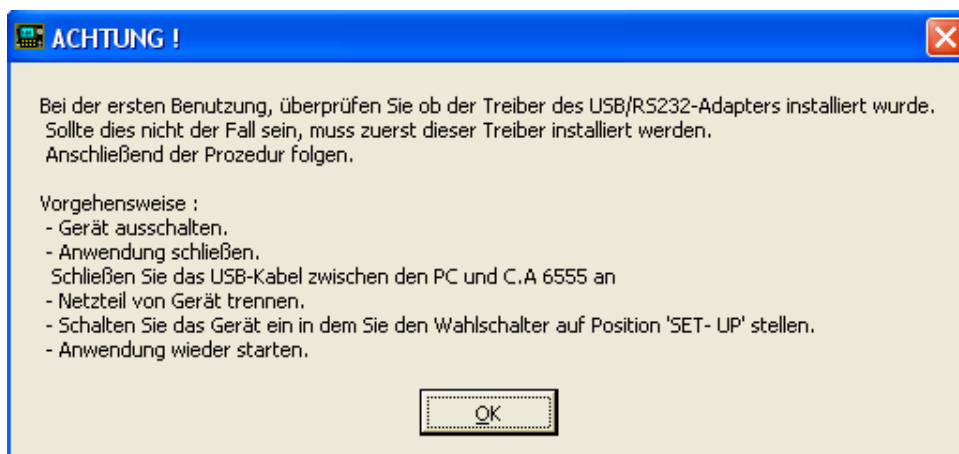 ACHTUNG !
Bei der ersten Benutzung, überprüfen Sie ob der Treiber des USB/RS232-Adapters installiert wurde.
Sollte dies nicht der Fall sein, muss zuerst dieser Treiber installiert werden.
Anschließend der Prozedur folgen.
Vorgehensweise :
- Gerät ausschalten.
- Anwendung schließen.
Schließen Sie das USB-Kabel zwischen den PC und C.A 6555 an
- Netzteil von Gerät trennen.
- Schalten Sie das Gerät ein in dem Sie den Wahlschalter auf Position 'SET- UP' stellen.
- Anwendung wieder starten.
OK